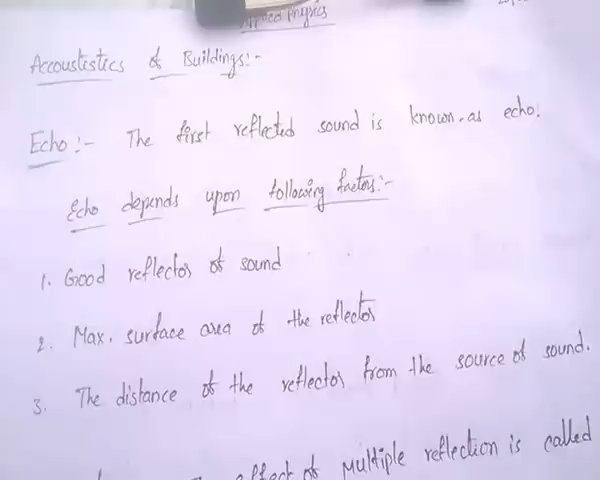 Applied Physics
Accoustestics of Buildings:-
Echo :- The first reflected sound is known-as echo.
Echo depends upon following factors:-
1. Good reflector of sound
2. Max. surface area of the reflector
3. The distance of the reflector from the source of sound.
effect of multiple reflection is called